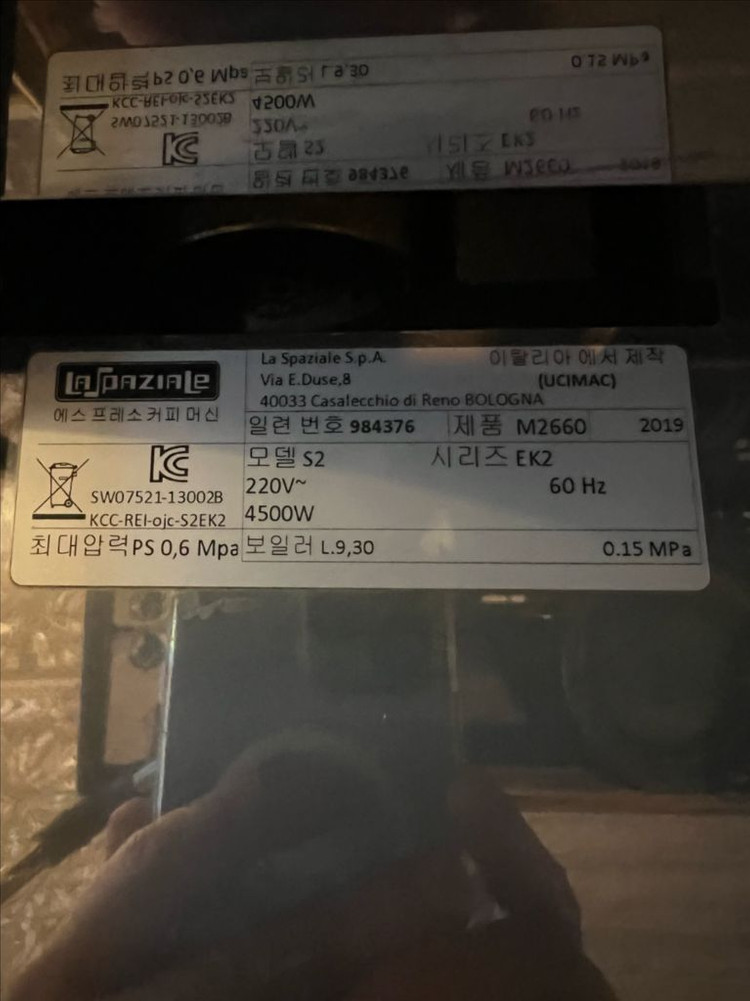 LaSpaziale
La Spaziale S.p.A. 이탈리아에서 제작
Via E.Duse,8 (UCIMAC)
40033 Casalecchio di Reno BOLOGNA
에스프레소커피머신
일련 번호 984376 제품 M2660 2019
모델 S2 시리즈 EK2
SW07521-13002B
220V~ 60 Hz
KCC-REI-ojc-S2EK2
4500W
최대압력 PS 0,6 Mpa 보일러 L.9,30 0.15 MPa